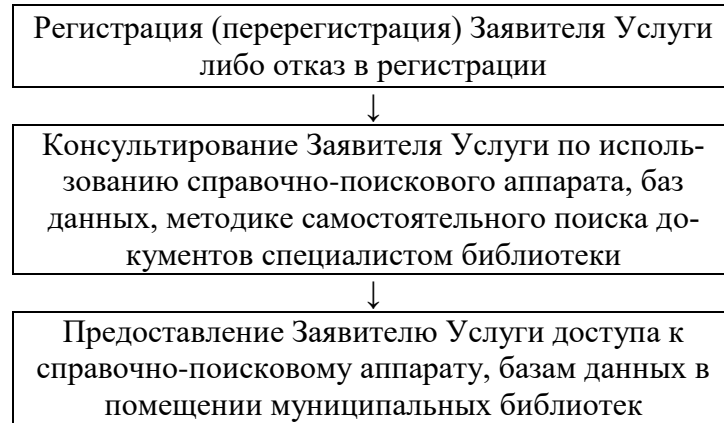 Регистрация (перерегистрация) Заявителя Услуги
либо отказ в регистрации
↓
Консультирование Заявителя Услуги по исполь-
зованию справочно-поискового аппарата, баз
данных, методике самостоятельного поиска до-
кументов специалистом библиотеки
↓
Предоставление Заявителю Услуги доступа к
справочно-поисковому аппарату, базам данных в
помещении муниципальных библиотек